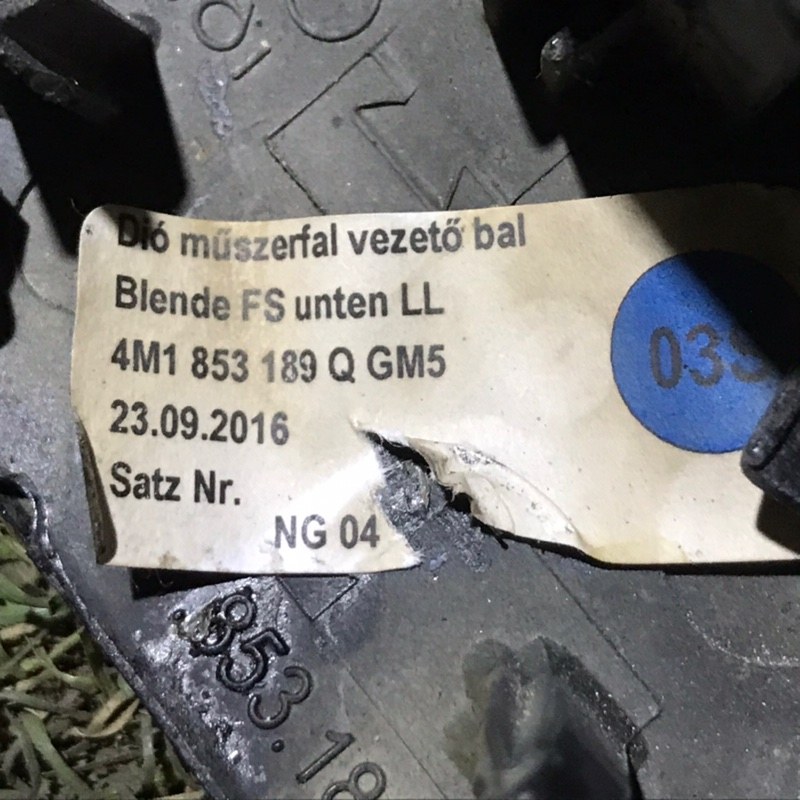 Dió műszerfal vezető bal
Blende FS unten LL
4M1 853 189 Q GM5
23.09.2016
Satz Nr.
NG 04
03S
853.18